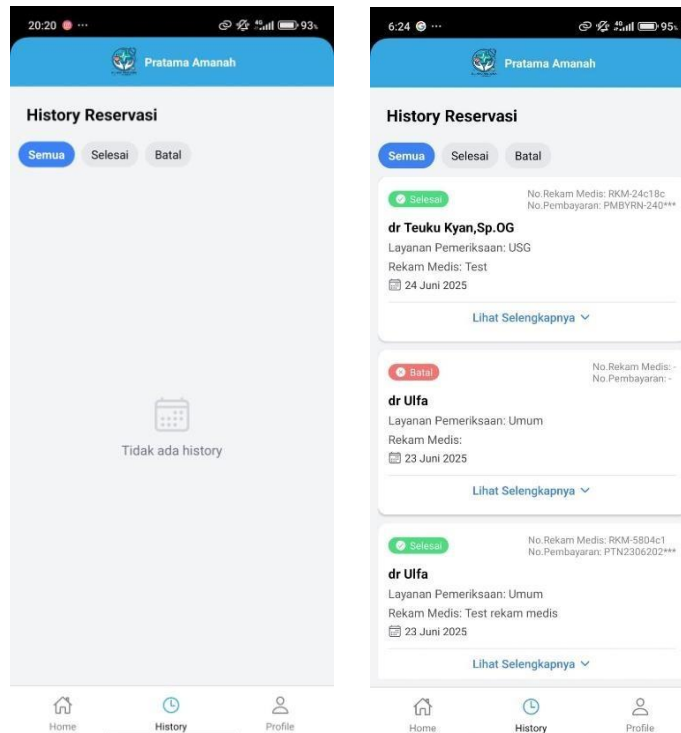 20:20 ... 4G 93%
Pratama Amanah
History Reservasi
Semua Selesai Batal
Tidak ada history
Home History Profile
6:24 ... 4G 95%
Pratama Amanah
History Reservasi
Semua Selesai Batal
Selesai
No.Rekam Medis: RKM-24c18c
No.Pembayaran: PMBYRN-240***
dr Teuku Kyan,Sp.OG
Layanan Pemeriksaan: USG
Rekam Medis: Test
24 Juni 2025
Lihat Selengkapnya
Batal
No.Rekam Medis: -
No.Pembayaran: -
dr Ulfa
Layanan Pemeriksaan: Umum
Rekam Medis:
23 Juni 2025
Lihat Selengkapnya
Selesai
No.Rekam Medis: RKM-5804c1
No.Pembayaran: PTN2306202***
dr Ulfa
Layanan Pemeriksaan: Umum
Rekam Medis: Test rekam medis
23 Juni 2025
Lihat Selengkapnya
Home History Profile